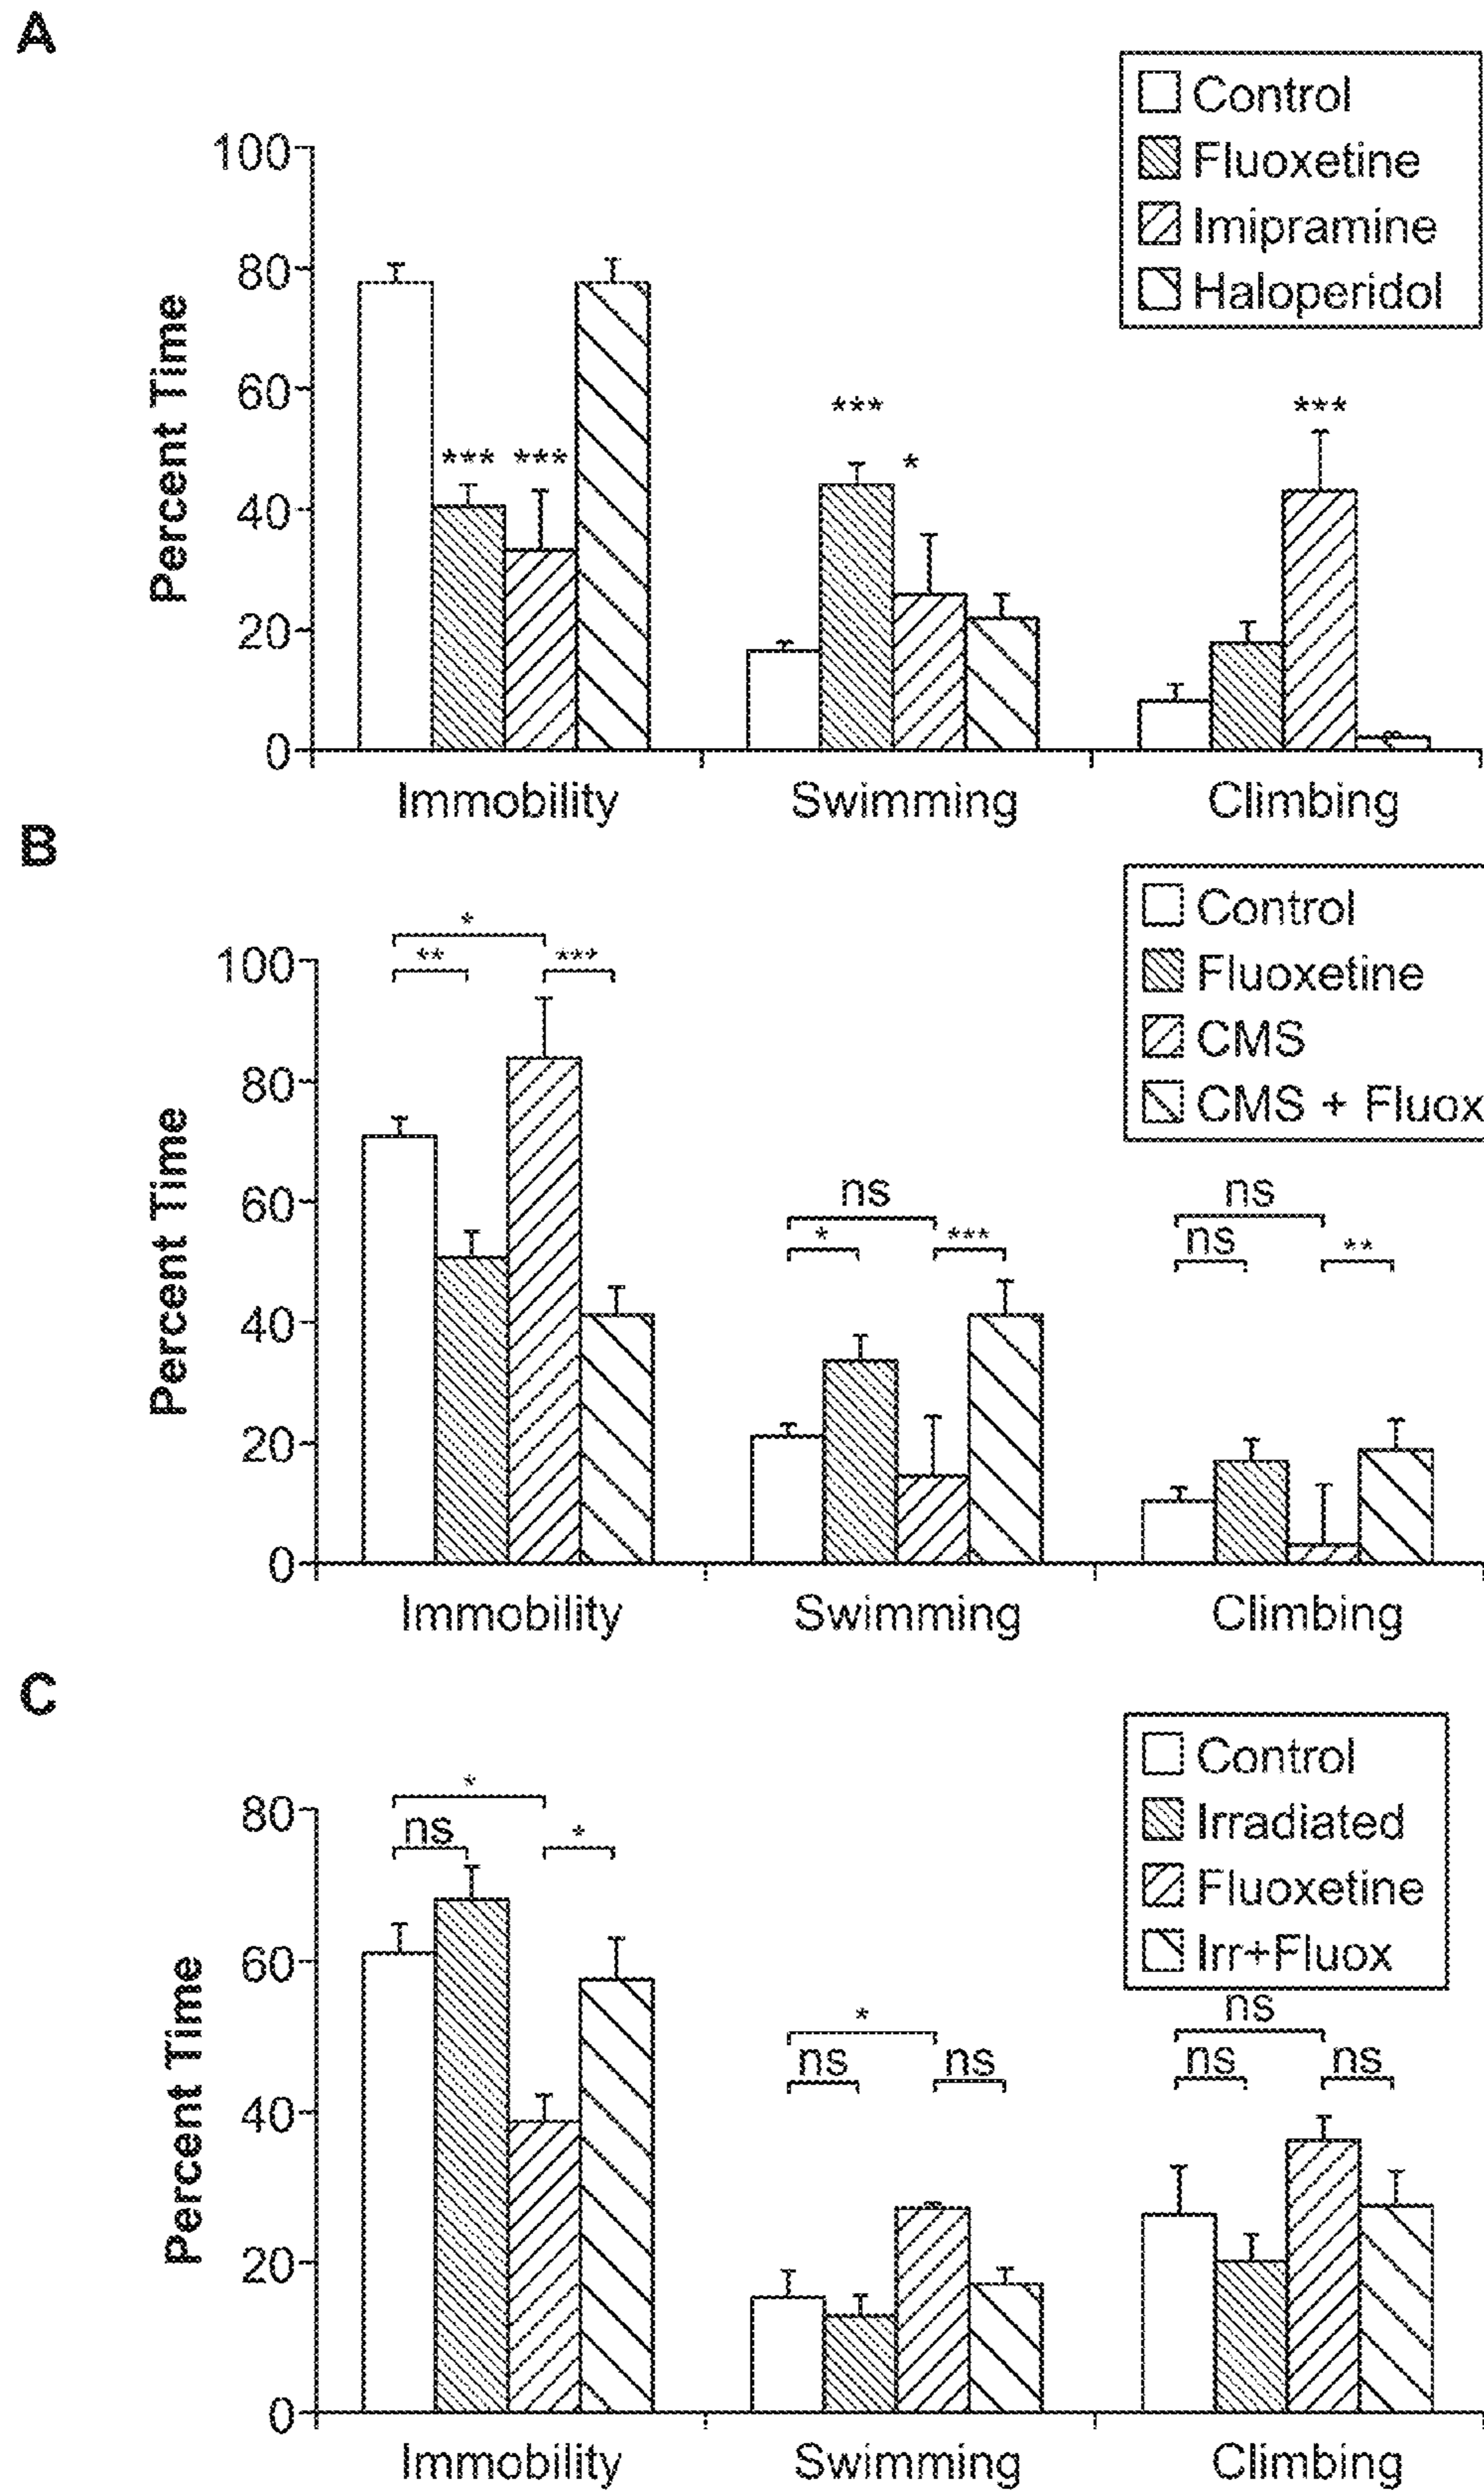 A
Control
Fluoxetine
Imipramine
Haloperidol
100
80
60
40
20
0
Percent Time
*** ***
*** *
***
Immobility Swimming Climbing
B
Control
Fluoxetine
CMS
CMS + Fluox
100
80
60
40
20
0
Percent Time
*
** ***
ns
* ***
ns
ns **
Immobility Swimming Climbing
C
Control
Irradiated
Fluoxetine
Irr+Fluox
80
60
40
20
0
Percent Time
*
ns *
*
ns ns
ns
ns ns
Immobility Swimming Climbing